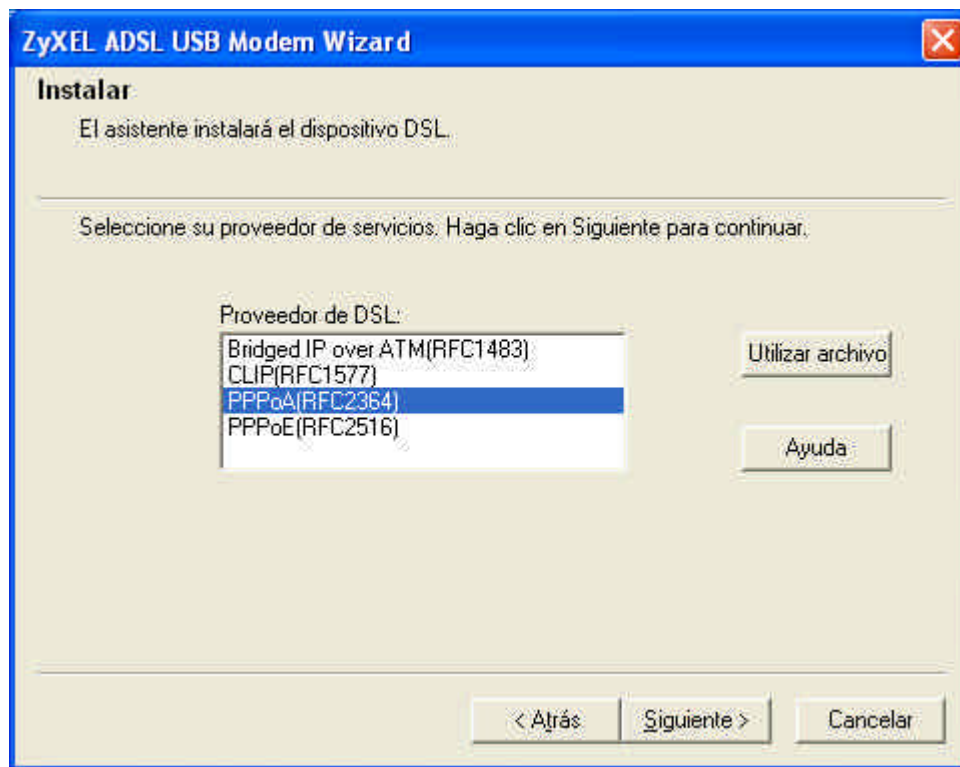 ZyXEL ADSL USB Modem Wizard
Instalar
El asistente instalará el dispositivo DSL.
Seleccione su proveedor de servicios. Haga clic en Siguiente para continuar.
Proveedor de DSL:
Bridged IP over ATM(RFC1483)
CLIP(RFC1577)
PPPoA(RFC2364)
PPPoE(RFC2516)
Utilizar archivo
Ayuda
< Atrás
Siguiente >
Cancelar